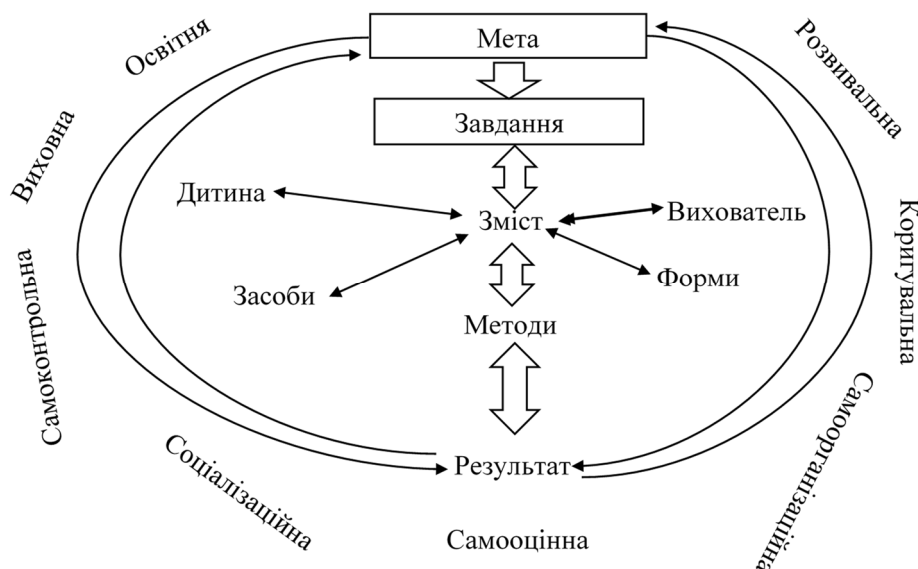 Освітня
Мета
Розвивальна
Завдання
Виховна
Дитина
Зміст
Вихователь
Коригувальна
Засоби
Форми
Самоконтрольна
Методи
Результат
Соціалізаційна
Самоорганізаційна
Самооцінна